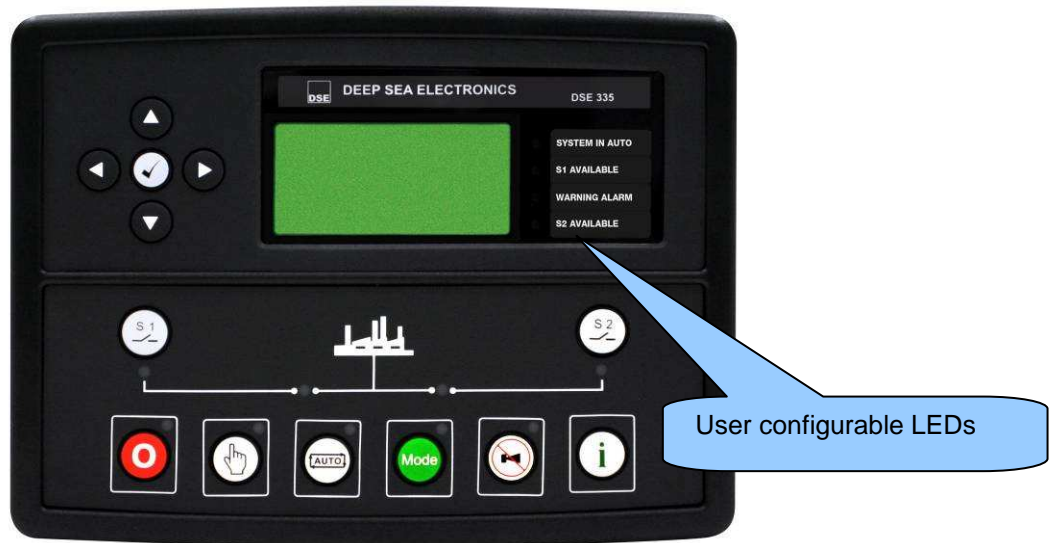 DSE
DEEP SEA ELECTRONICS
DSE 335
SYSTEM IN AUTO
S1 AVAILABLE
WARNING ALARM
S2 AVAILABLE
S 1
S 2
O
AUTO
Mode
i
User configurable LEDs